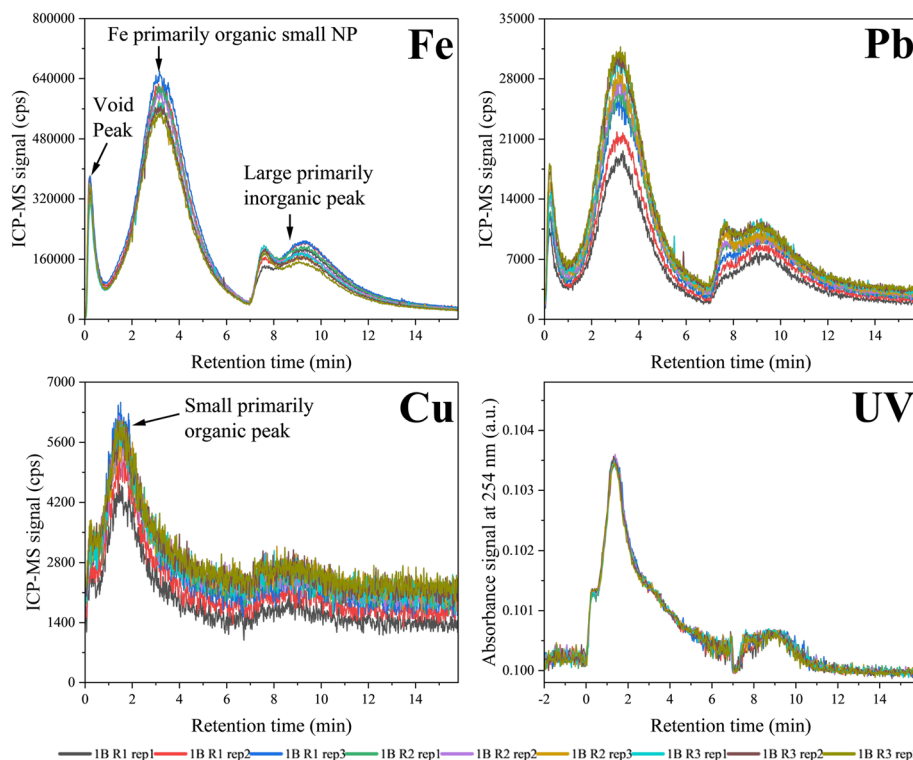 800000
640000
480000
320000
160000
0
ICP-MS signal (cps)
Fe primarily organic small NP
Fe
Void
Peak
Large primarily
inorganic peak
0 2 4 6 8 10 12 14
Retention time (min)
35000
28000
21000
14000
7000
0
ICP-MS signal (cps)
Pb
0 2 4 6 8 10 12 14
Retention time (min)
7000
5600
4200
2800
1400
0
ICP-MS signal (cps)
Small primarily
organic peak
Cu
0 2 4 6 8 10 12 14
Retention time (min)
0.104
0.103
0.102
0.101
0.100
Absorbance signal at 254 nm (a.u.)
UV
-2 0 2 4 6 8 10 12 14
Retention time (min)
1B R1 rep1 1B R1 rep2 1B R1 rep3 1B R2 rep1 1B R2 rep2 1B R2 rep3 1B R3 rep1 1B R3 rep2 1B R3 rep